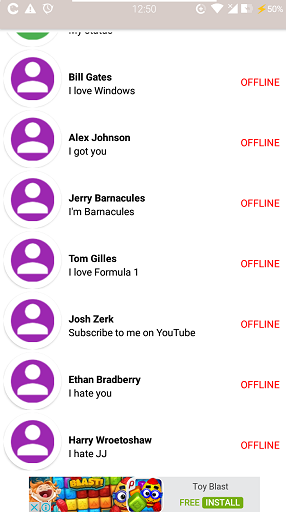 12:50
50%
My status
Bill Gates
I love Windows
OFFLINE
Alex Johnson
I got you
OFFLINE
Jerry Barnacules
I'm Barnacules
OFFLINE
Tom Gilles
I love Formula 1
OFFLINE
Josh Zerk
Subscribe to me on YouTube
OFFLINE
Ethan Bradberry
I hate you
OFFLINE
Harry Wroetoshaw
I hate JJ
OFFLINE
BLAST!
Toy Blast
FREE INSTALL